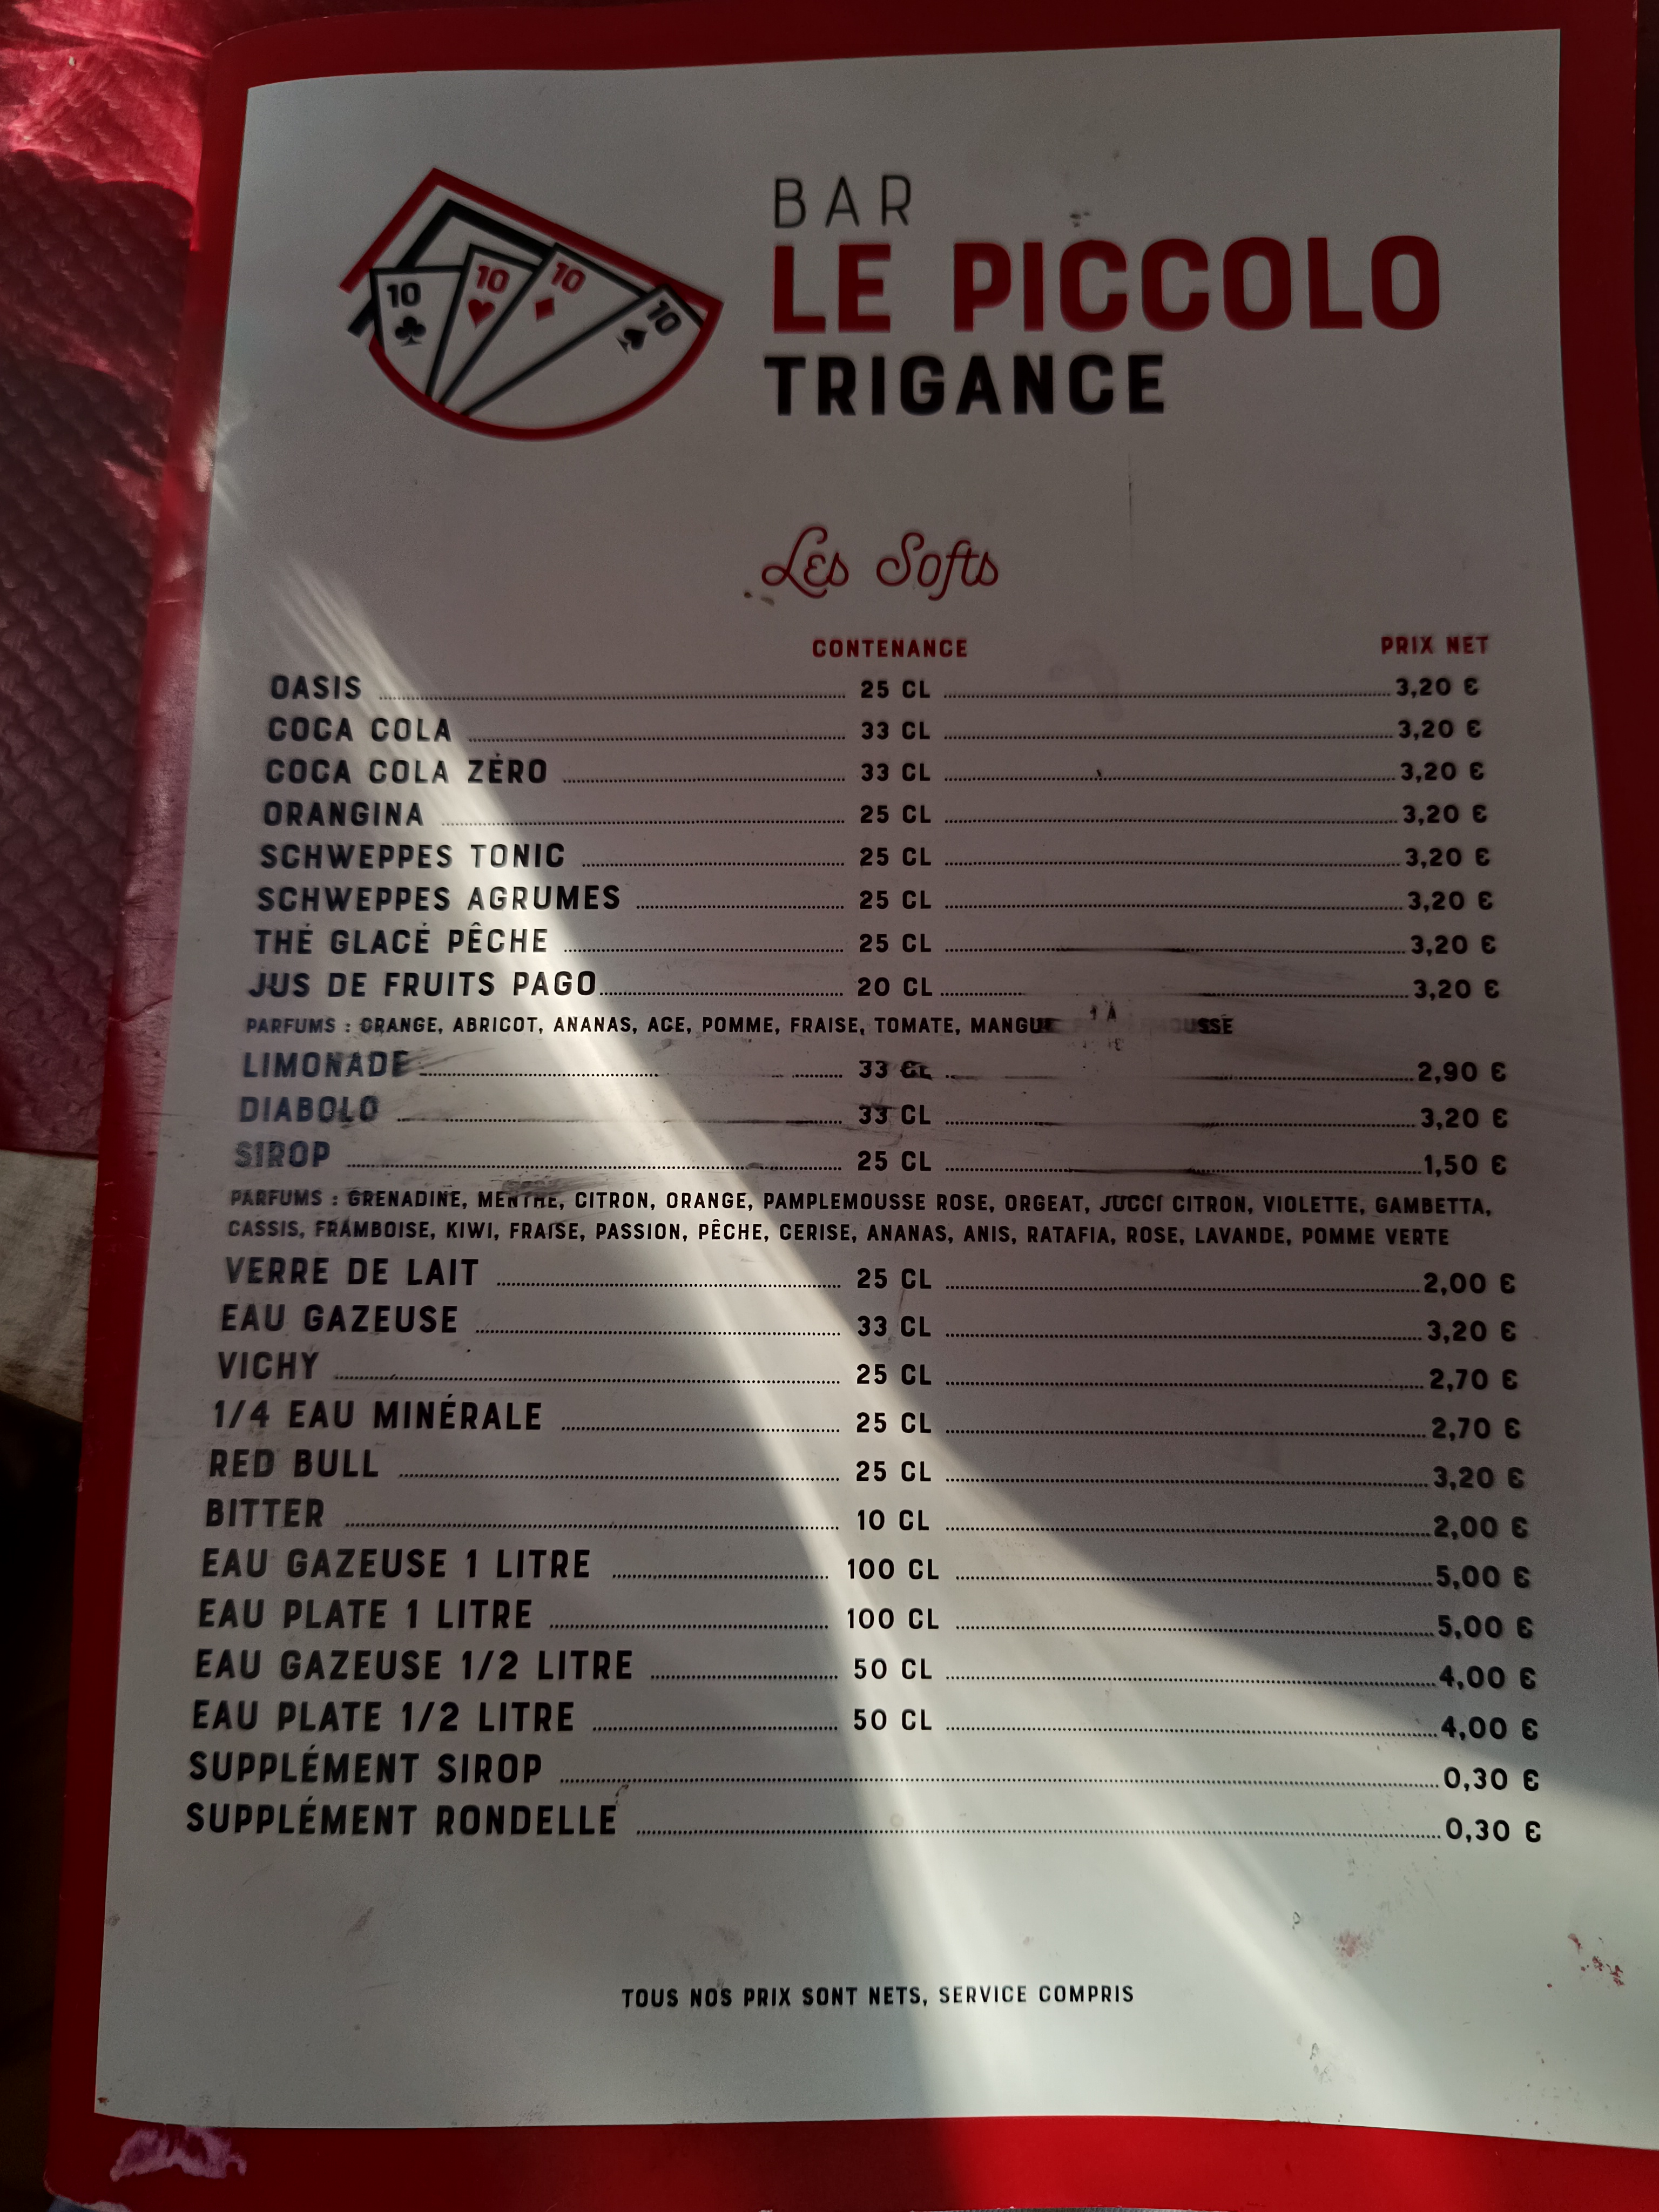 10
10
10
10
BAR
LE PICCOLO
TRIGANCE
Les Softs
CONTENANCE PRIX NET
OASIS 25 CL 3,20 €
COCA COLA 33 CL 3,20 €
COCA COLA ZÉRO 33 CL 3,20 €
ORANGINA 25 CL 3,20 €
SCHWEPPES TONIC 25 CL 3,20 €
SCHWEPPES AGRUMES 25 CL 3,20 €
THÉ GLACÉ PÊCHE 25 CL 3,20 €
JUS DE FRUITS PAGO 20 CL 3,20 €
PARFUMS : ORANGE, ABRICOT, ANANAS, ACE, POMME, FRAISE, TOMATE, MANGUE
LIMONADE 33 CL 2,90 €
DIABOLO 33 CL 3,20 €
SIROP 25 CL 1,50 €
PARFUMS : GRENADINE, MENTHE, CITRON, ORANGE, PAMPLEMOUSSE ROSE, ORGEAT, JUCCI CITRON, VIOLETTE, GAMBETTA,
CASSIS, FRAMBOISE, KIWI, FRAISE, PASSION, PÊCHE, CERISE, ANANAS, ANIS, RATAFIA, ROSE, LAVANDE, POMME VERTE
VERRE DE LAIT 25 CL 2,00 €
EAU GAZEUSE 33 CL 3,20 €
VICHY 25 CL 2,70 €
1/4 EAU MINÉRALE 25 CL 2,70 €
RED BULL 25 CL 3,20 €
BITTER 10 CL 2,00 €
EAU GAZEUSE 1 LITRE 100 CL 5,00 €
EAU PLATE 1 LITRE 100 CL 5,00 €
EAU GAZEUSE 1/2 LITRE 50 CL 4,00 €
EAU PLATE 1/2 LITRE 50 CL 4,00 €
SUPPLÉMENT SIROP 0,30 €
SUPPLÉMENT RONDELLE 0,30 €
TOUS NOS PRIX SONT NETS, SERVICE COMPRIS